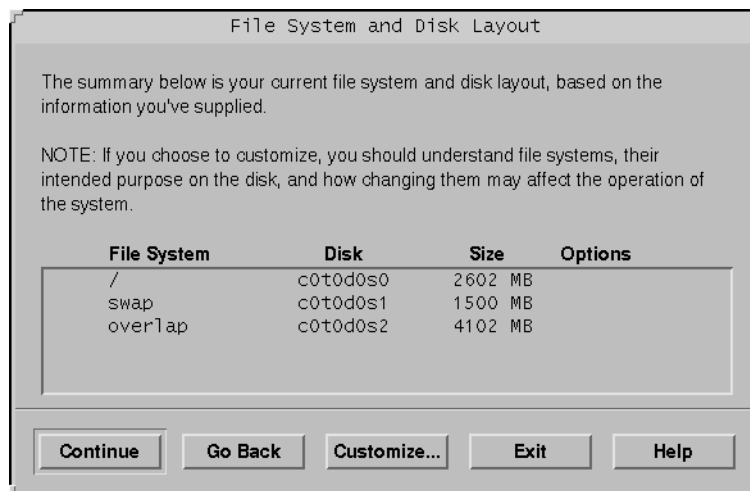 File System and Disk Layout
The summary below is your current file system and disk layout, based on the
information you've supplied.
NOTE: If you choose to customize, you should understand file systems, their
intended purpose on the disk, and how changing them may affect the operation of
the system.
File System Disk Size Options
/ c0t0d0s0 2602 MB
swap c0t0d0s1 1500 MB
overlap c0t0d0s2 4102 MB
Continue Go Back Customize... Exit Help